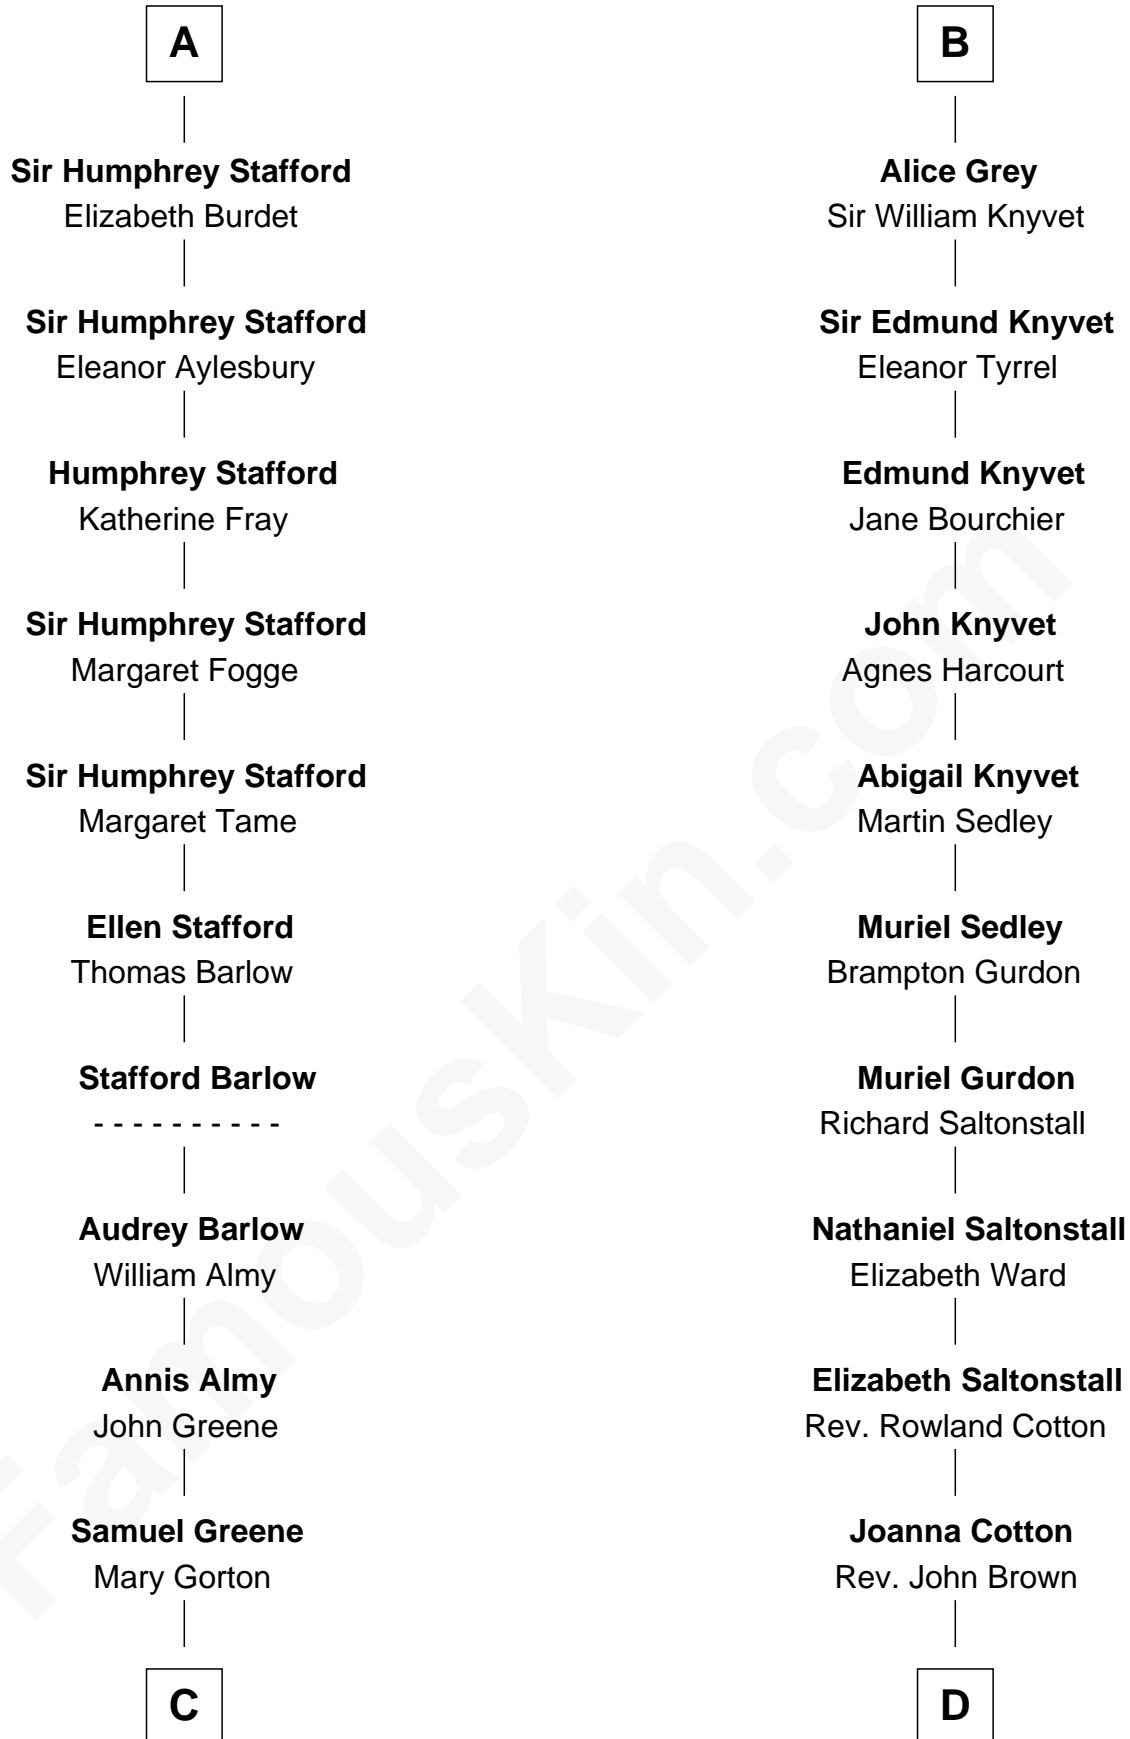 A
Sir Humphrey Stafford
Elizabeth Burdet
Sir Humphrey Stafford
Eleanor Aylesbury
Humphrey Stafford
Katherine Fray
Sir Humphrey Stafford
Margaret Fogge
Sir Humphrey Stafford
Margaret Tame
Ellen Stafford
Thomas Barlow
Stafford Barlow
- - - - - - - - - -
Audrey Barlow
William Almy
Annis Almy
John Greene
Samuel Greene
Mary Gorton
C
B
Alice Grey
Sir William Knyvet
Sir Edmund Knyvet
Eleanor Tyrrel
Edmund Knyvet
Jane Bourchier
John Knyvet
Agnes Harcourt
Abigail Knyvet
Martin Sedley
Muriel Sedley
Brampton Gurdon
Muriel Gurdon
Richard Saltonstall
Nathaniel Saltonstall
Elizabeth Ward
Elizabeth Saltonstall
Rev. Rowland Cotton
Joanna Cotton
Rev. John Brown
D
FamousKin.com